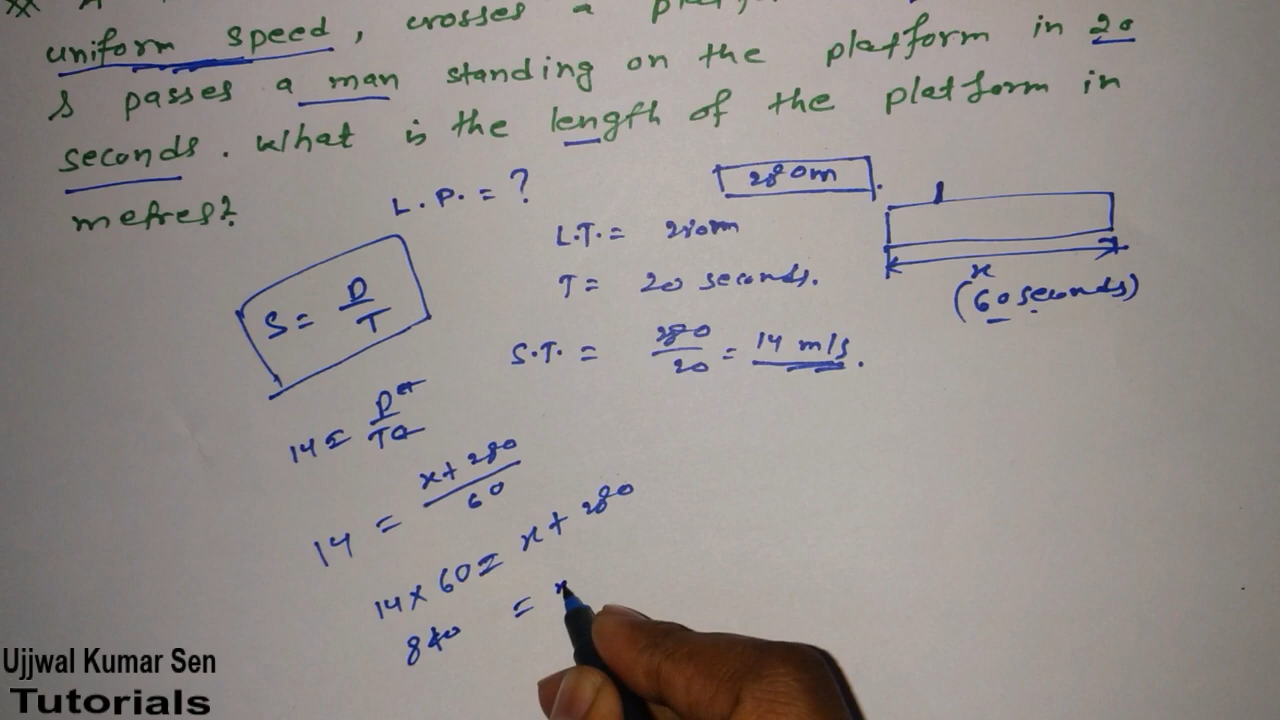 uniform speed, crosses a
s passes a man standing on the platform in 20
seconds. What is the length of the platform in
metres?
L.P. = ?
280m
L.T. = 280m
T = 20 seconds.
x
(60 seconds)
S = D/T
S.T. = 280/20 = 14 m/s.
14 =
14 = x + 280/60
14 × 60 = x + 280
840 = x
Ujjwal Kumar Sen
Tutorials